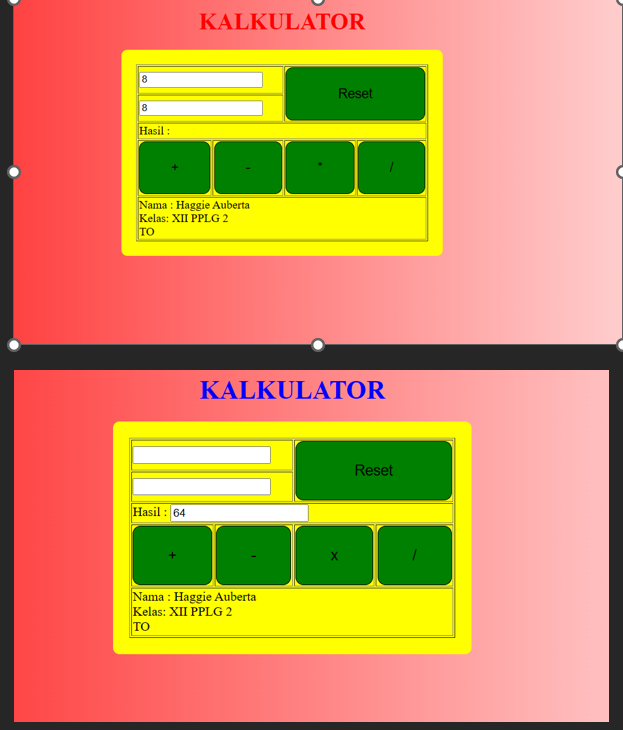 KALKULATOR
8
Reset
8
Hasil :
+ - * /
Nama : Haggie Auberta
Kelas: XII PPLG 2
TO
KALKULATOR
Reset
Hasil : 64
+ - x /
Nama : Haggie Auberta
Kelas: XII PPLG 2
TO